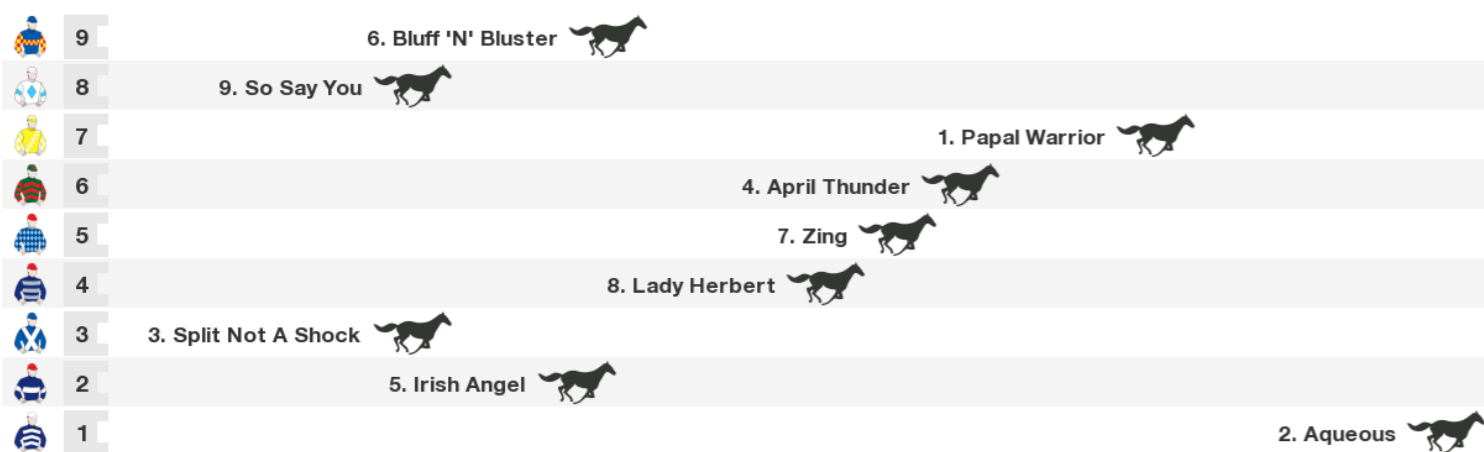 9 6. Bluff 'N' Bluster
8 9. So Say You
7 1. Papal Warrior
6 4. April Thunder
5 7. Zing
4 8. Lady Herbert
3 3. Split Not A Shock
2 5. Irish Angel
1 2. Aqueous